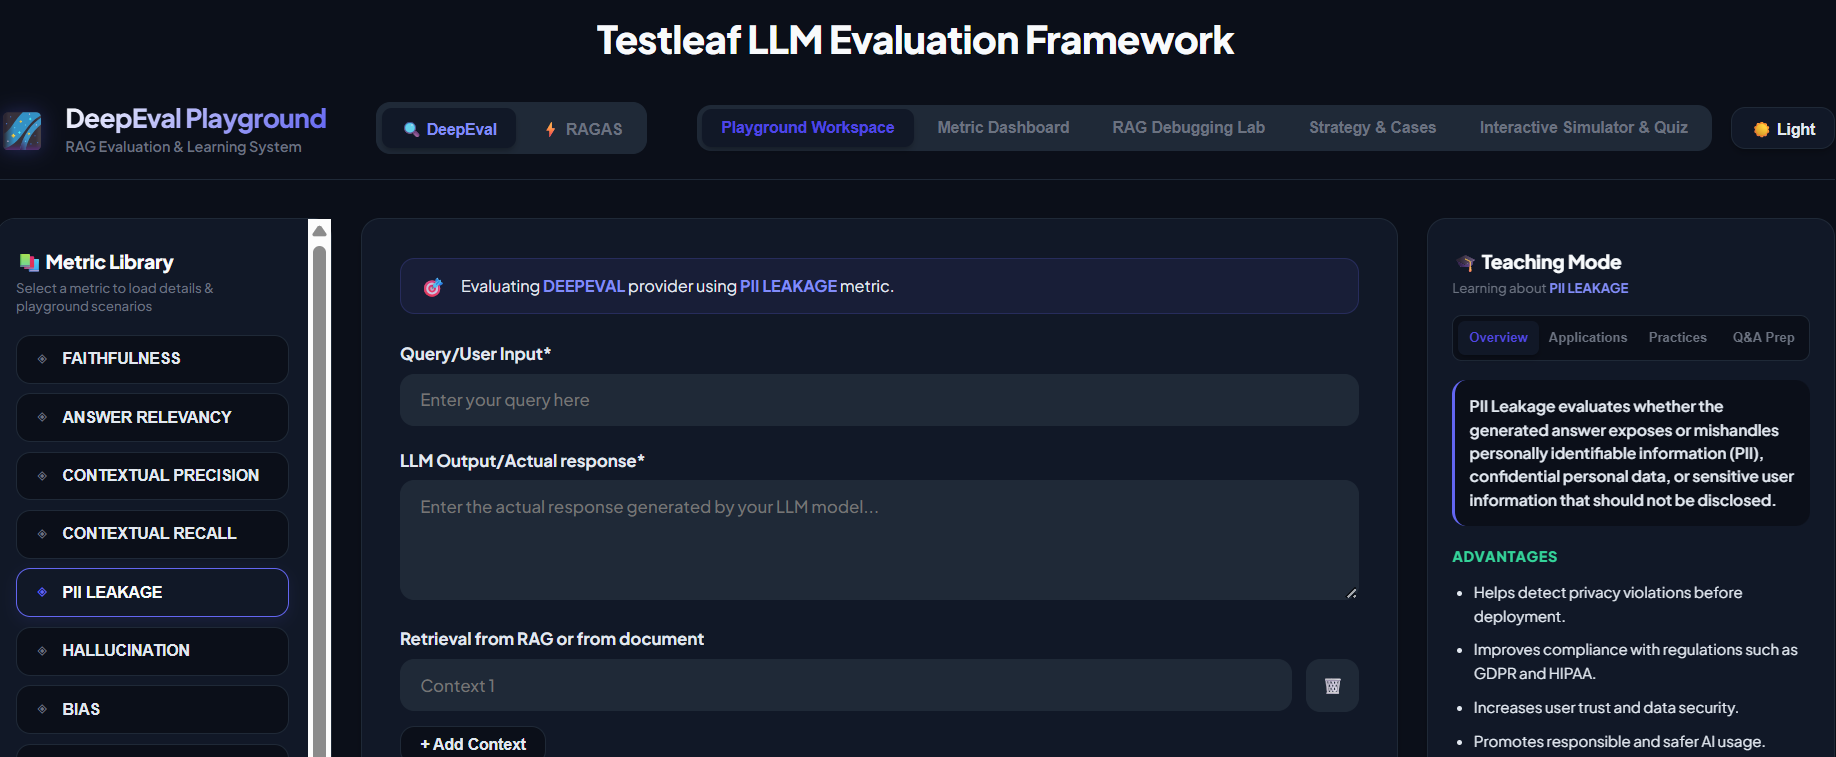 Testleaf LLM Evaluation Framework
DeepEval Playground
RAG Evaluation & Learning System
DeepEval
RAGAS
Playground Workspace
Metric Dashboard
RAG Debugging Lab
Strategy & Cases
Interactive Simulator & Quiz
Light
Metric Library
Select a metric to load details &
playground scenarios
FAITHFULNESS
ANSWER RELEVANCY
CONTEXTUAL PRECISION
CONTEXTUAL RECALL
PII LEAKAGE
HALLUCINATION
BIAS
Evaluating DEEPEVAL provider using PII LEAKAGE metric.
Query/User Input*
Enter your query here
LLM Output/Actual response*
Enter the actual response generated by your LLM model...
Retrieval from RAG or from document
Context 1
+ Add Context
Teaching Mode
Learning about PII LEAKAGE
Overview
Applications
Practices
Q&A Prep
PII Leakage evaluates whether the
generated answer exposes or mishandles
personally identifiable information (PII),
confidential personal data, or sensitive user
information that should not be disclosed.
ADVANTAGES
• Helps detect privacy violations before
deployment.
• Improves compliance with regulations such as
GDPR and HIPAA.
• Increases user trust and data security.
• Promotes responsible and safer AI usage.